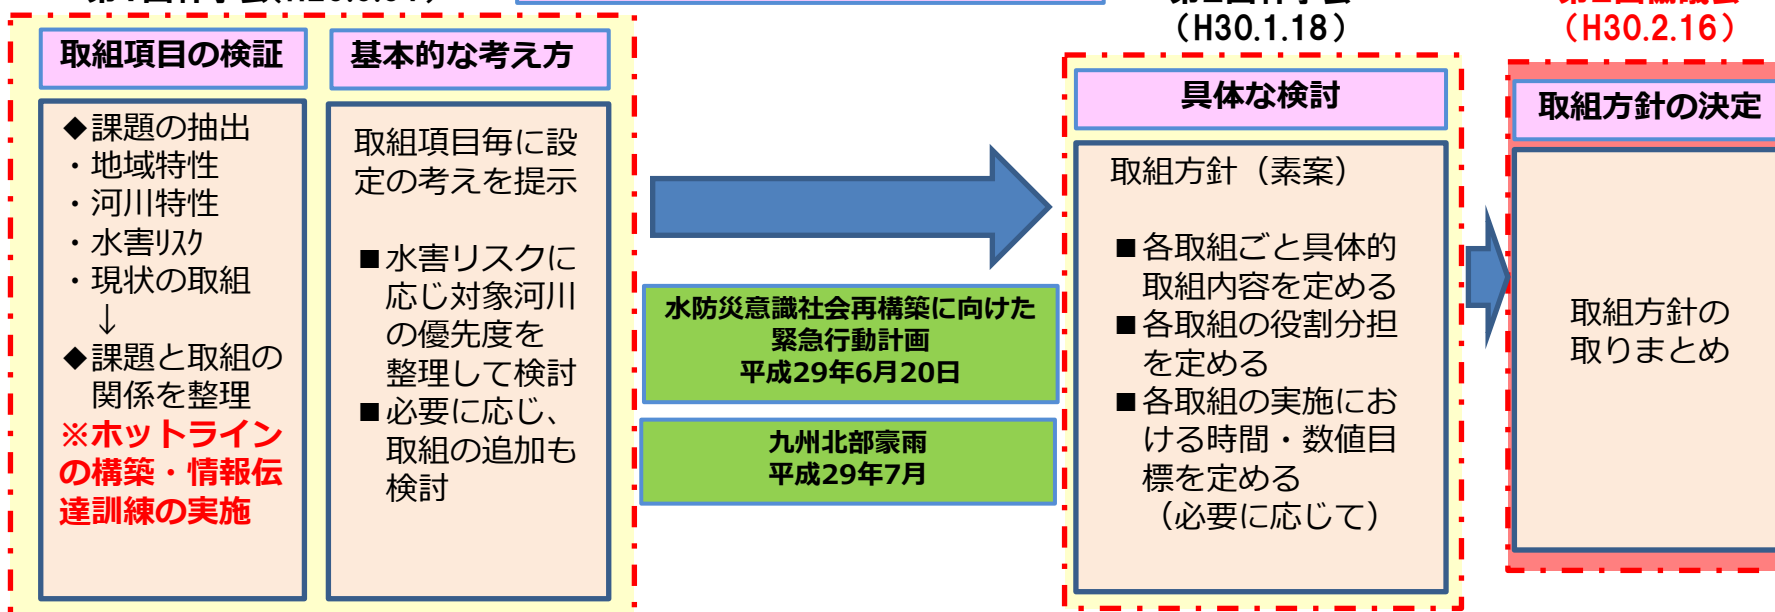 取組項目の検証
◆課題の抽出
・地域特性
・河川特性
・水害ﾘｽｸ
・現状の取組
↓
◆課題と取組の
関係を整理
※ホットライン
の構築・情報伝
達訓練の実施
基本的な考え方
取組項目毎に設
定の考えを提示
■水害リスクに
応じ対象河川
の優先度を
整理して検討
■必要に応じ、
取組の追加も
検討
水防災意識社会再構築に向けた
緊急行動計画
平成29年6月20日
九州北部豪雨
平成29年7月
（H30.1.18）
具体な検討
取組方針（素案）
■各取組ごと具体的
取組内容を定める
■各取組の役割分担
を定める
■各取組の実施にお
ける時間・数値目
標を定める
（必要に応じて）
（H30.2.16）
取組方針の決定
取組方針の
取りまとめ